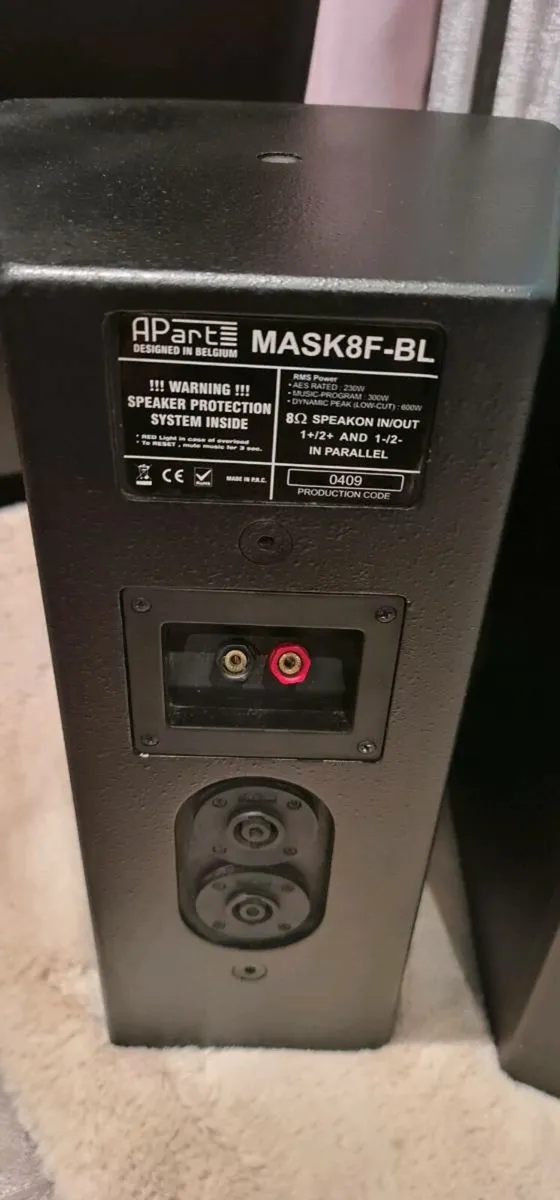 APart
DESIGNED IN BELGIUM
MASK8F-BL
!!! WARNING !!!
SPEAKER PROTECTION
SYSTEM INSIDE
• RED Light in case of overload
• To RESET , mute music for 3 sec.
RMS Power
• AES RATED : 230W
• MUSIC-PROGRAM : 300W
• DYNAMIC PEAK (LOW-CUT) : 600W
8Ω SPEAKON IN/OUT
1+/2+ AND 1-/2-
IN PARALLEL
CE
MADE IN P.R.C.
0409
PRODUCTION CODE